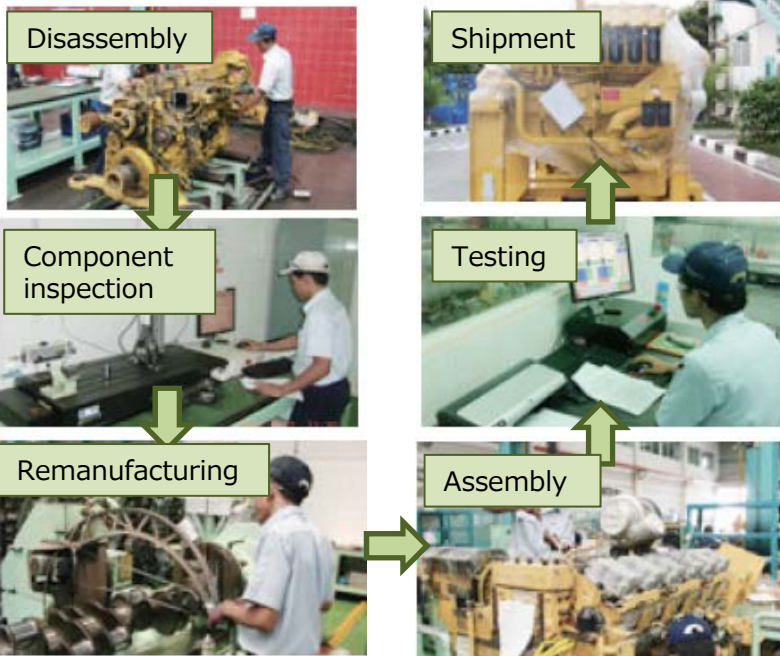 Disassembly
Component
inspection
Remanufacturing
Assembly
Testing
Shipment